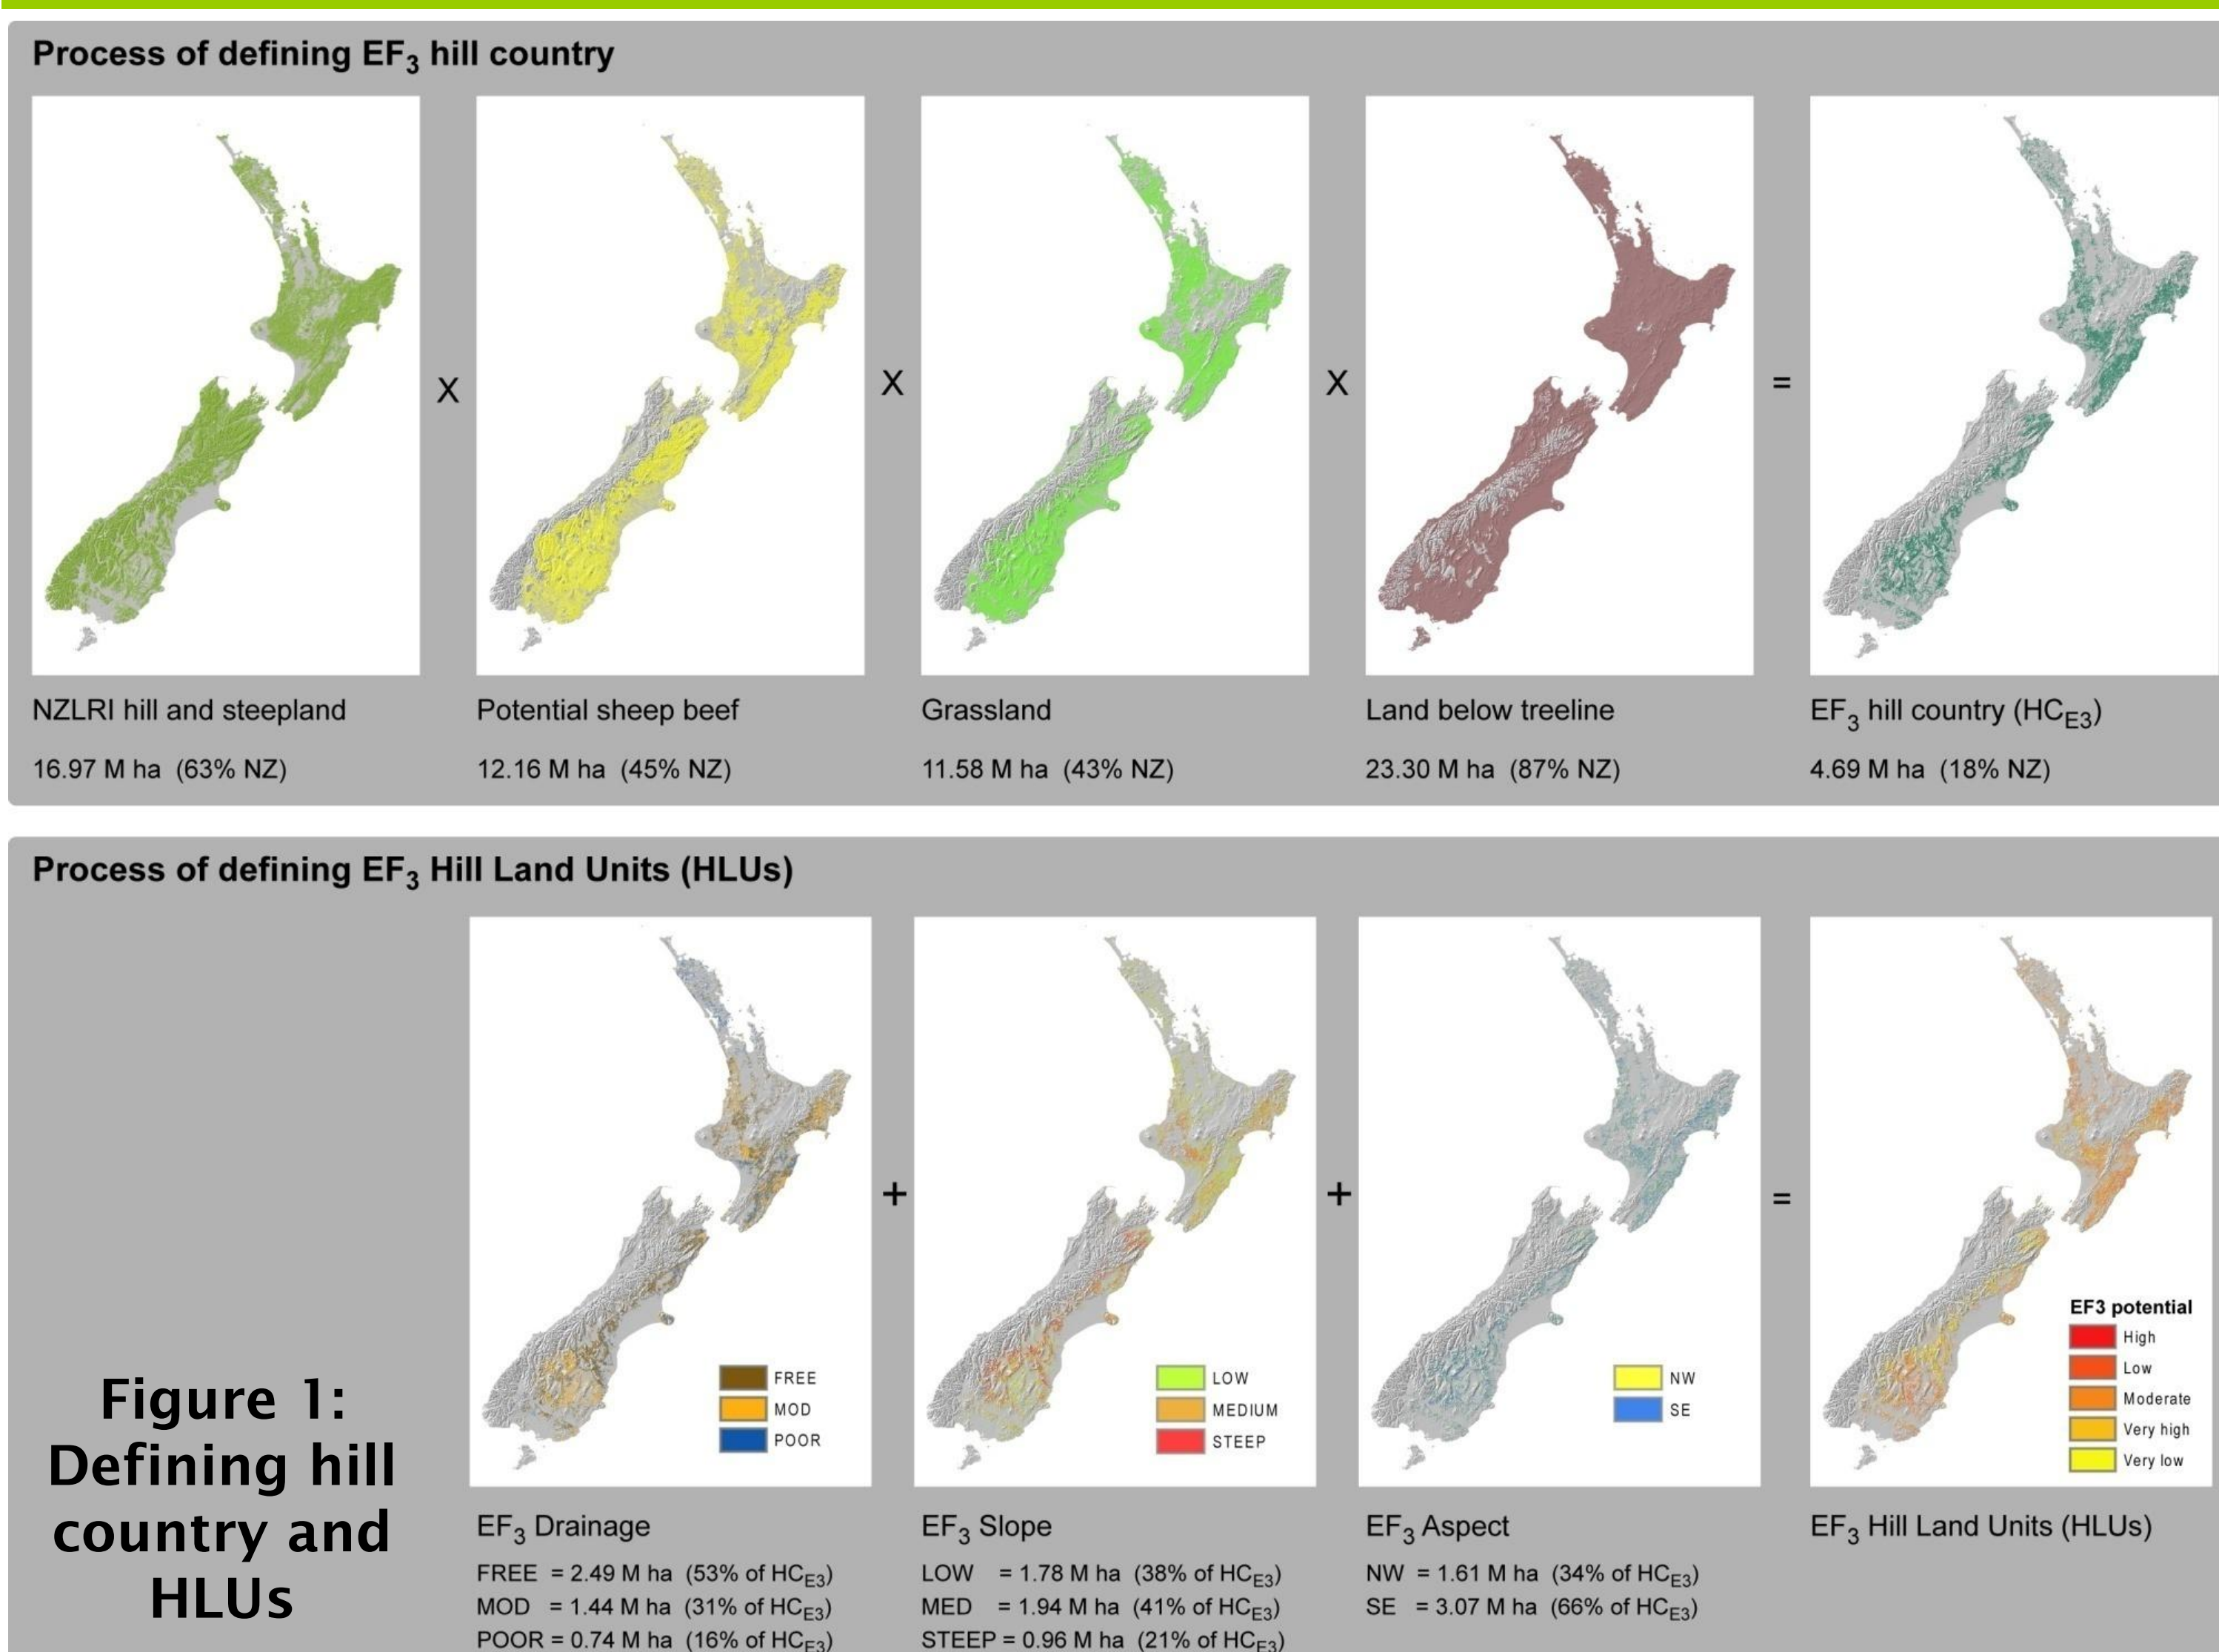 Process of defining EF3 hill country
X
X
X
=
NZLRI hill and steepland
16.97 M ha (63% NZ)
Potential sheep beef
12.16 M ha (45% NZ)
Grassland
11.58 M ha (43% NZ)
Land below treeline
23.30 M ha (87% NZ)
EF3 hill country (HCE3)
4.69 M ha (18% NZ)
Process of defining EF3 Hill Land Units (HLUs)
Figure 1:
Defining hill
country and
HLUs
FREE
MOD
POOR
EF3 Drainage
FREE = 2.49 M ha (53% of HCE3)
MOD = 1.44 M ha (31% of HCE3)
POOR = 0.74 M ha (16% of HCE3)
+
LOW
MEDIUM
STEEP
EF3 Slope
LOW = 1.78 M ha (38% of HCE3)
MED = 1.94 M ha (41% of HCE3)
STEEP = 0.96 M ha (21% of HCE3)
+
NW
SE
EF3 Aspect
NW = 1.61 M ha (34% of HCE3)
SE = 3.07 M ha (66% of HCE3)
=
EF3 potential
High
Low
Moderate
Very high
Very low
EF3 Hill Land Units (HLUs)